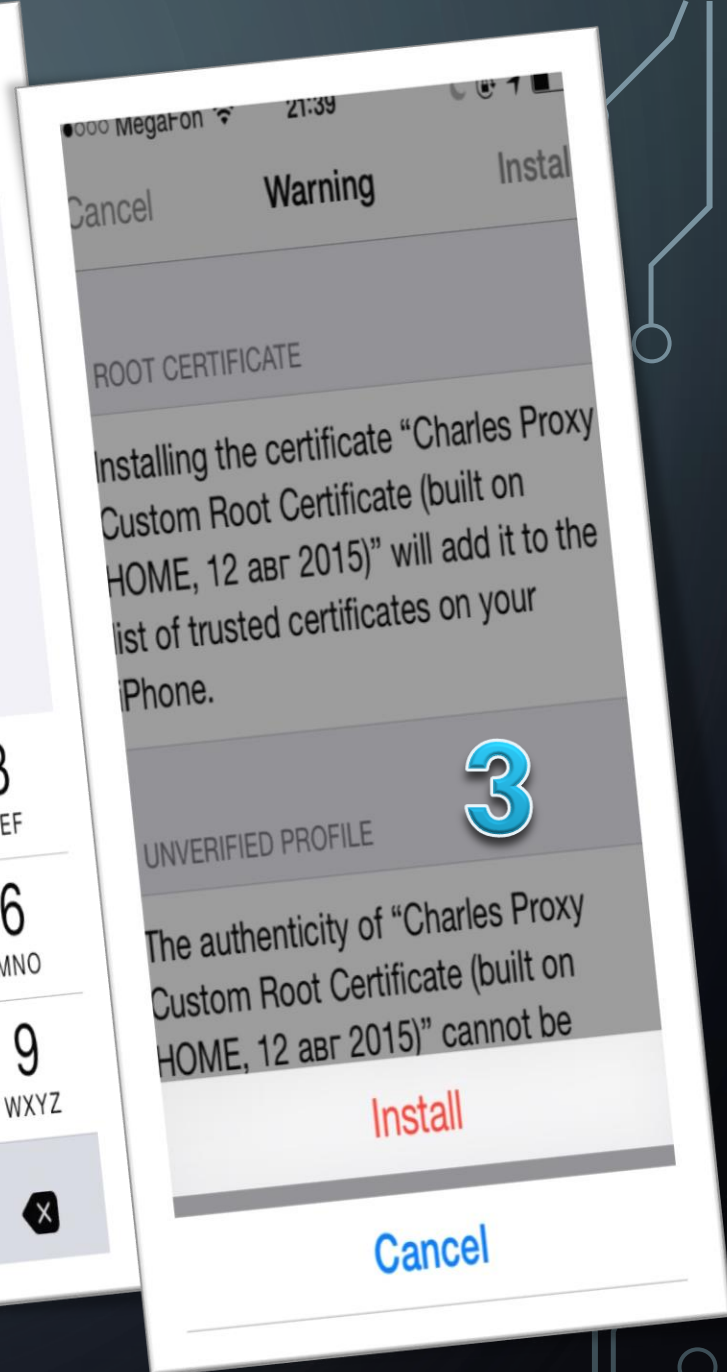 ●○○○ MegaFon 21:39
Cancel Warning Instal
ROOT CERTIFICATE
Installing the certificate “Charles Proxy
Custom Root Certificate (built on
HOME, 12 авг 2015)” will add it to the
list of trusted certificates on your
iPhone.
3
UNVERIFIED PROFILE
The authenticity of “Charles Proxy
Custom Root Certificate (built on
HOME, 12 авг 2015)” cannot be
Install
Cancel
3
EF
6
MNO
9
WXYZ